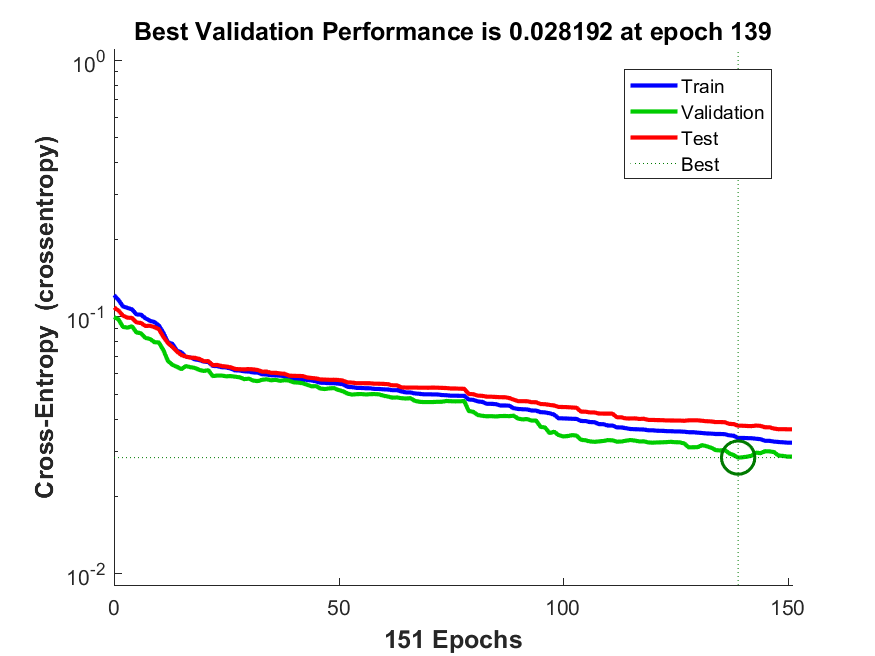 Best Validation Performance is 0.028192 at epoch 139
10^0
10^-1
10^-2
Cross-Entropy (crossentropy)
Train
Validation
Test
Best
0 50 100 150
151 Epochs